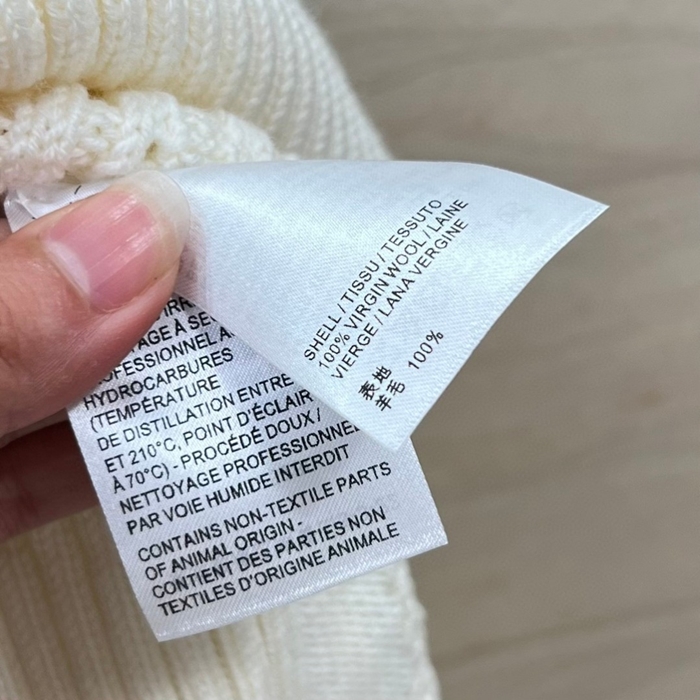 SHELL / TISSU / TESSUTO
100% VIRGIN WOOL / LAINE
VIERGE / LANA VERGINE
表地
羊毛 100%
HYDROCARBURES
(TEMPÉRATURE
DE DISTILLATION ENTRE
ET 210°C, POINT D'ÉCLAIR
À 70°C) - PROCÉDÉ DOUX /
NETTOYAGE PROFESSIONNEL
PAR VOIE HUMIDE INTERDIT
CONTAINS NON-TEXTILE PARTS
OF ANIMAL ORIGIN -
CONTIENT DES PARTIES NON
TEXTILES D'ORIGINE ANIMALE